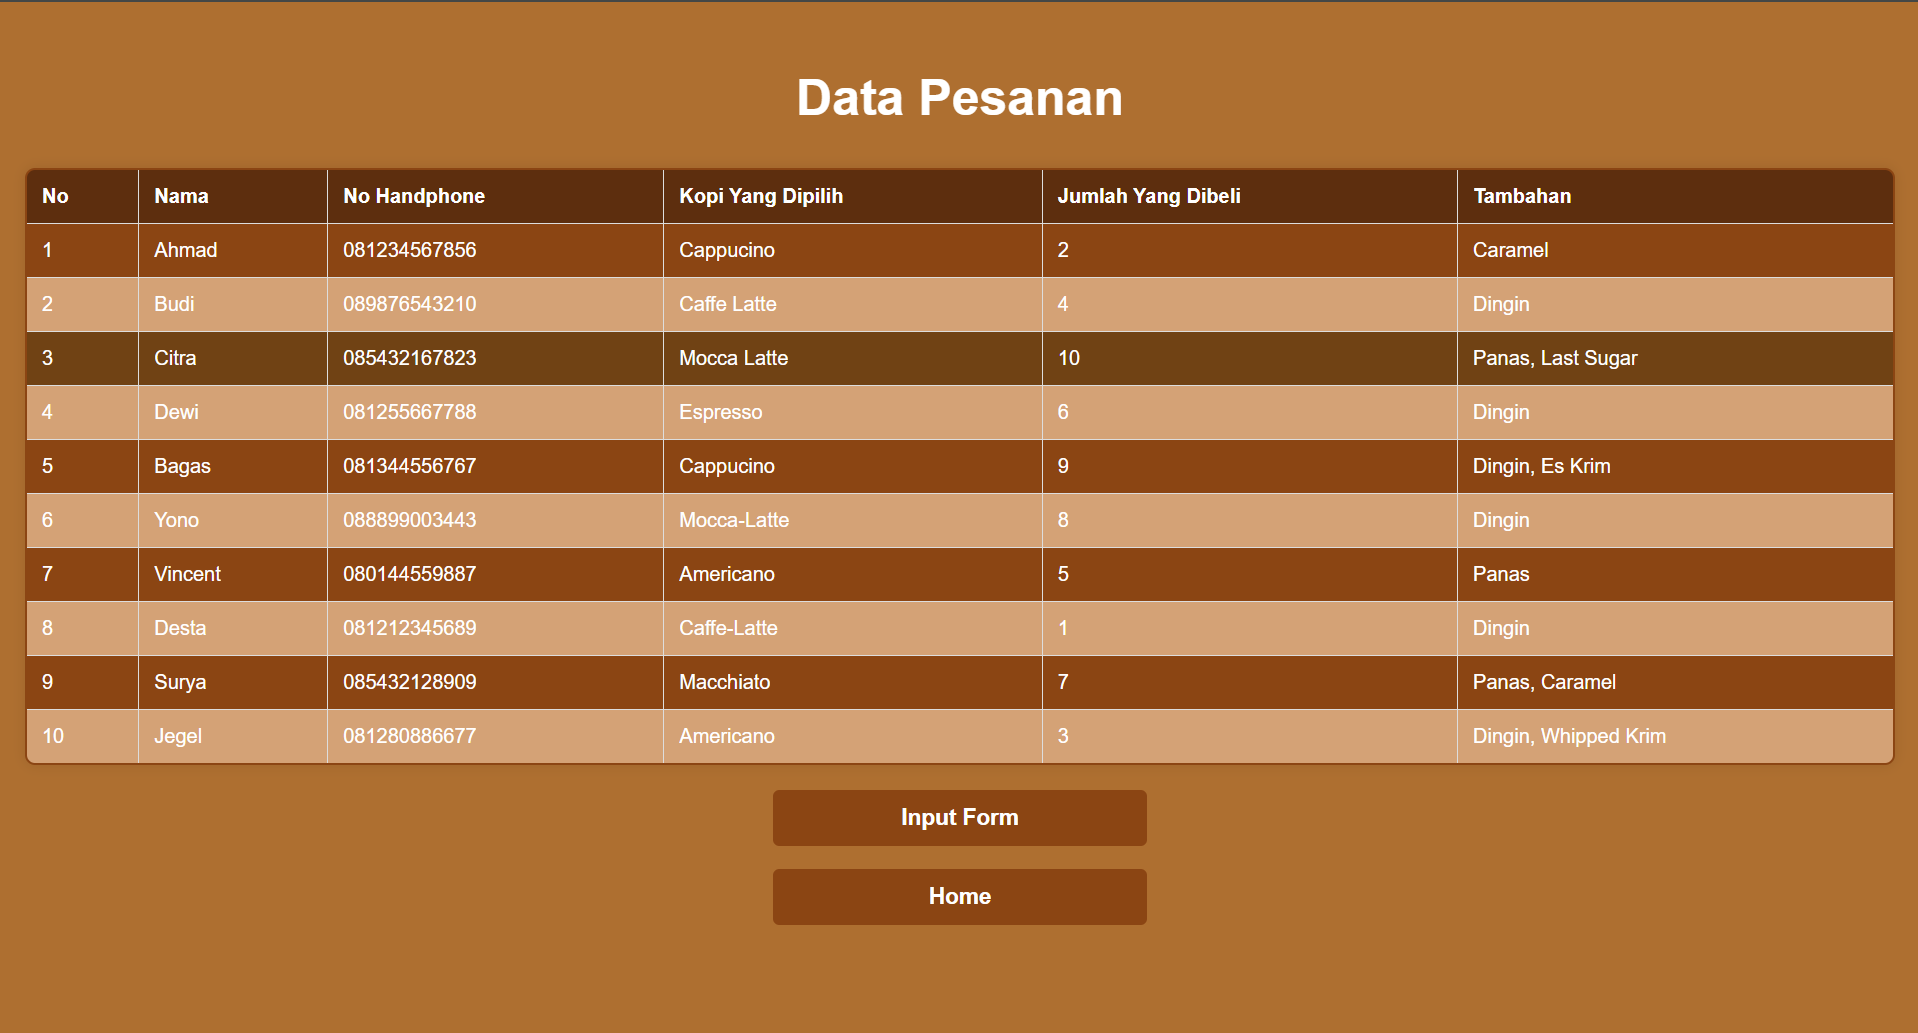 Data Pesanan
No Nama No Handphone Kopi Yang Dipilih Jumlah Yang Dibeli Tambahan
1 Ahmad 081234567856 Cappucino 2 Caramel
2 Budi 089876543210 Caffe Latte 4 Dingin
3 Citra 085432167823 Mocca Latte 10 Panas, Last Sugar
4 Dewi 081255667788 Espresso 6 Dingin
5 Bagas 081344556767 Cappucino 9 Dingin, Es Krim
6 Yono 088899003443 Mocca-Latte 8 Dingin
7 Vincent 080144559887 Americano 5 Panas
8 Desta 081212345689 Caffe-Latte 1 Dingin
9 Surya 085432128909 Macchiato 7 Panas, Caramel
10 Jegel 081280886677 Americano 3 Dingin, Whipped Krim
Input Form
Home